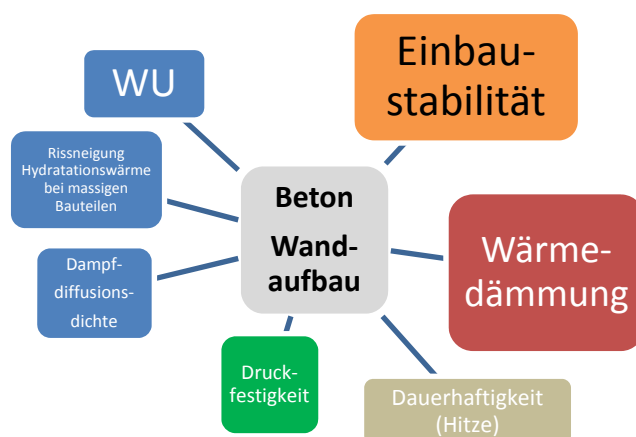 WU
Einbau-
stabilität
Rissneigung
Hydratationswärme
bei massigen
Bauteilen
Beton
Wand-
aufbau
Wärme-
dämmung
Dampf-
diffusions-
dichte
Druck-
festigkeit
Dauerhaftigkeit
(Hitze)